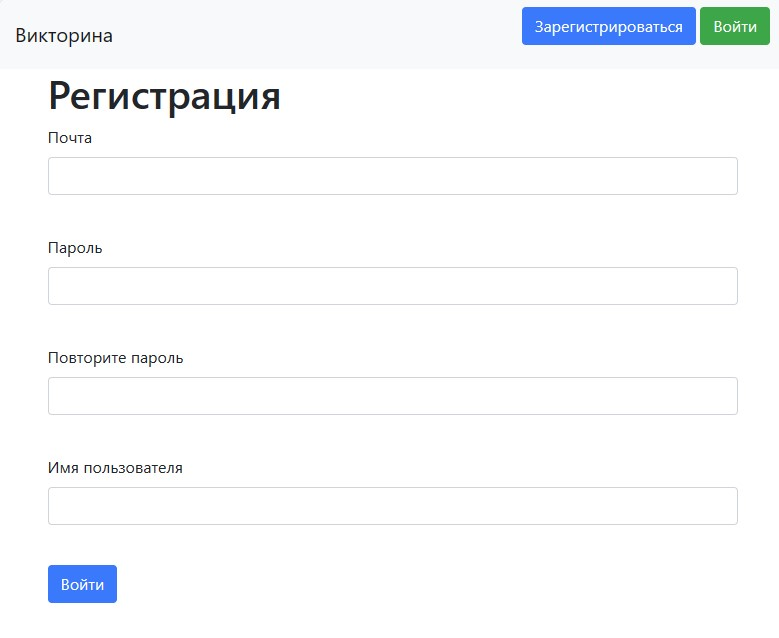 Викторина
Зарегистрироваться
Войти
Регистрация
Почта
Пароль
Повторите пароль
Имя пользователя
Войти